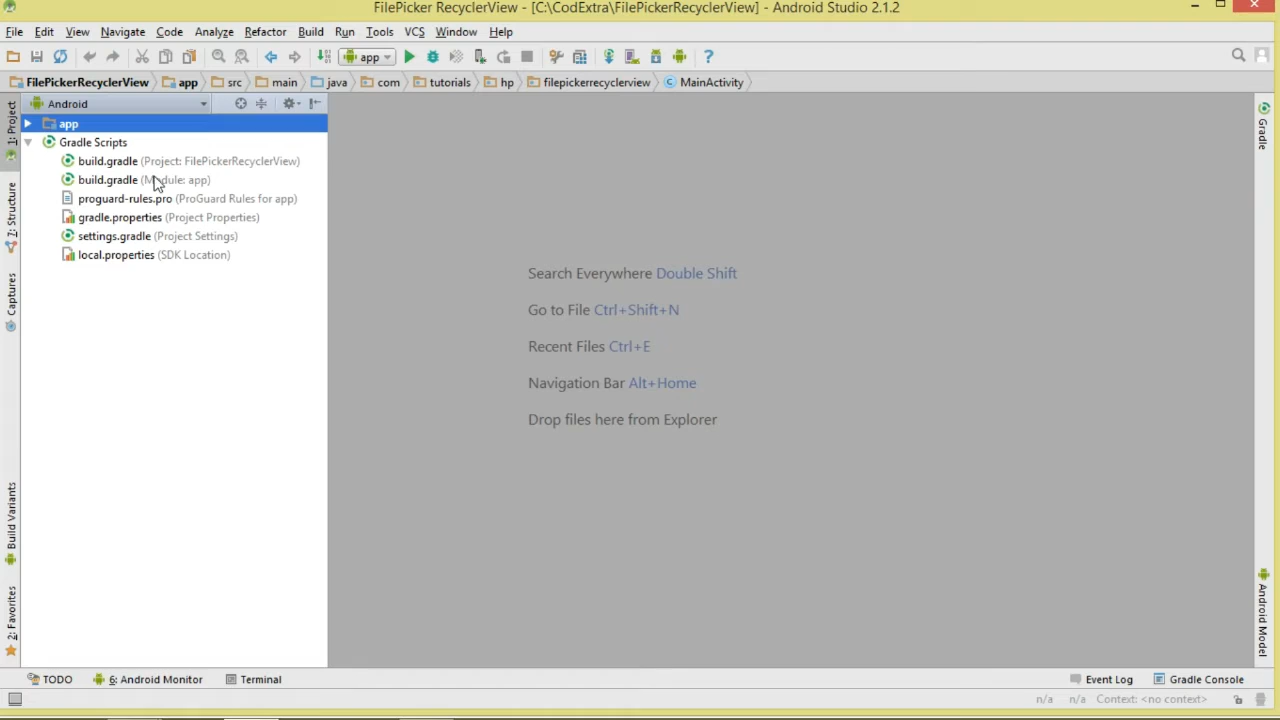 FilePicker RecyclerView - [C:\CodExtra\FilePickerRecyclerView] - Android Studio 2.1.2
File Edit View Navigate Code Analyze Refactor Build Run Tools VCS Window Help
app
FilePickerRecyclerView app src main java com tutorials hp filepickerrecyclerview MainActivity
1: Project
Z: Structure
Captures
Build Variants
2: Favorites
Android
app
Gradle Scripts
build.gradle (Project: FilePickerRecyclerView)
build.gradle (Module: app)
proguard-rules.pro (ProGuard Rules for app)
gradle.properties (Project Properties)
settings.gradle (Project Settings)
local.properties (SDK Location)
Search Everywhere Double Shift
Go to File Ctrl+Shift+N
Recent Files Ctrl+E
Navigation Bar Alt+Home
Drop files here from Explorer
Gradle
Android Model
TODO 6: Android Monitor Terminal Event Log Gradle Console
n/a n/a Context: <no context>